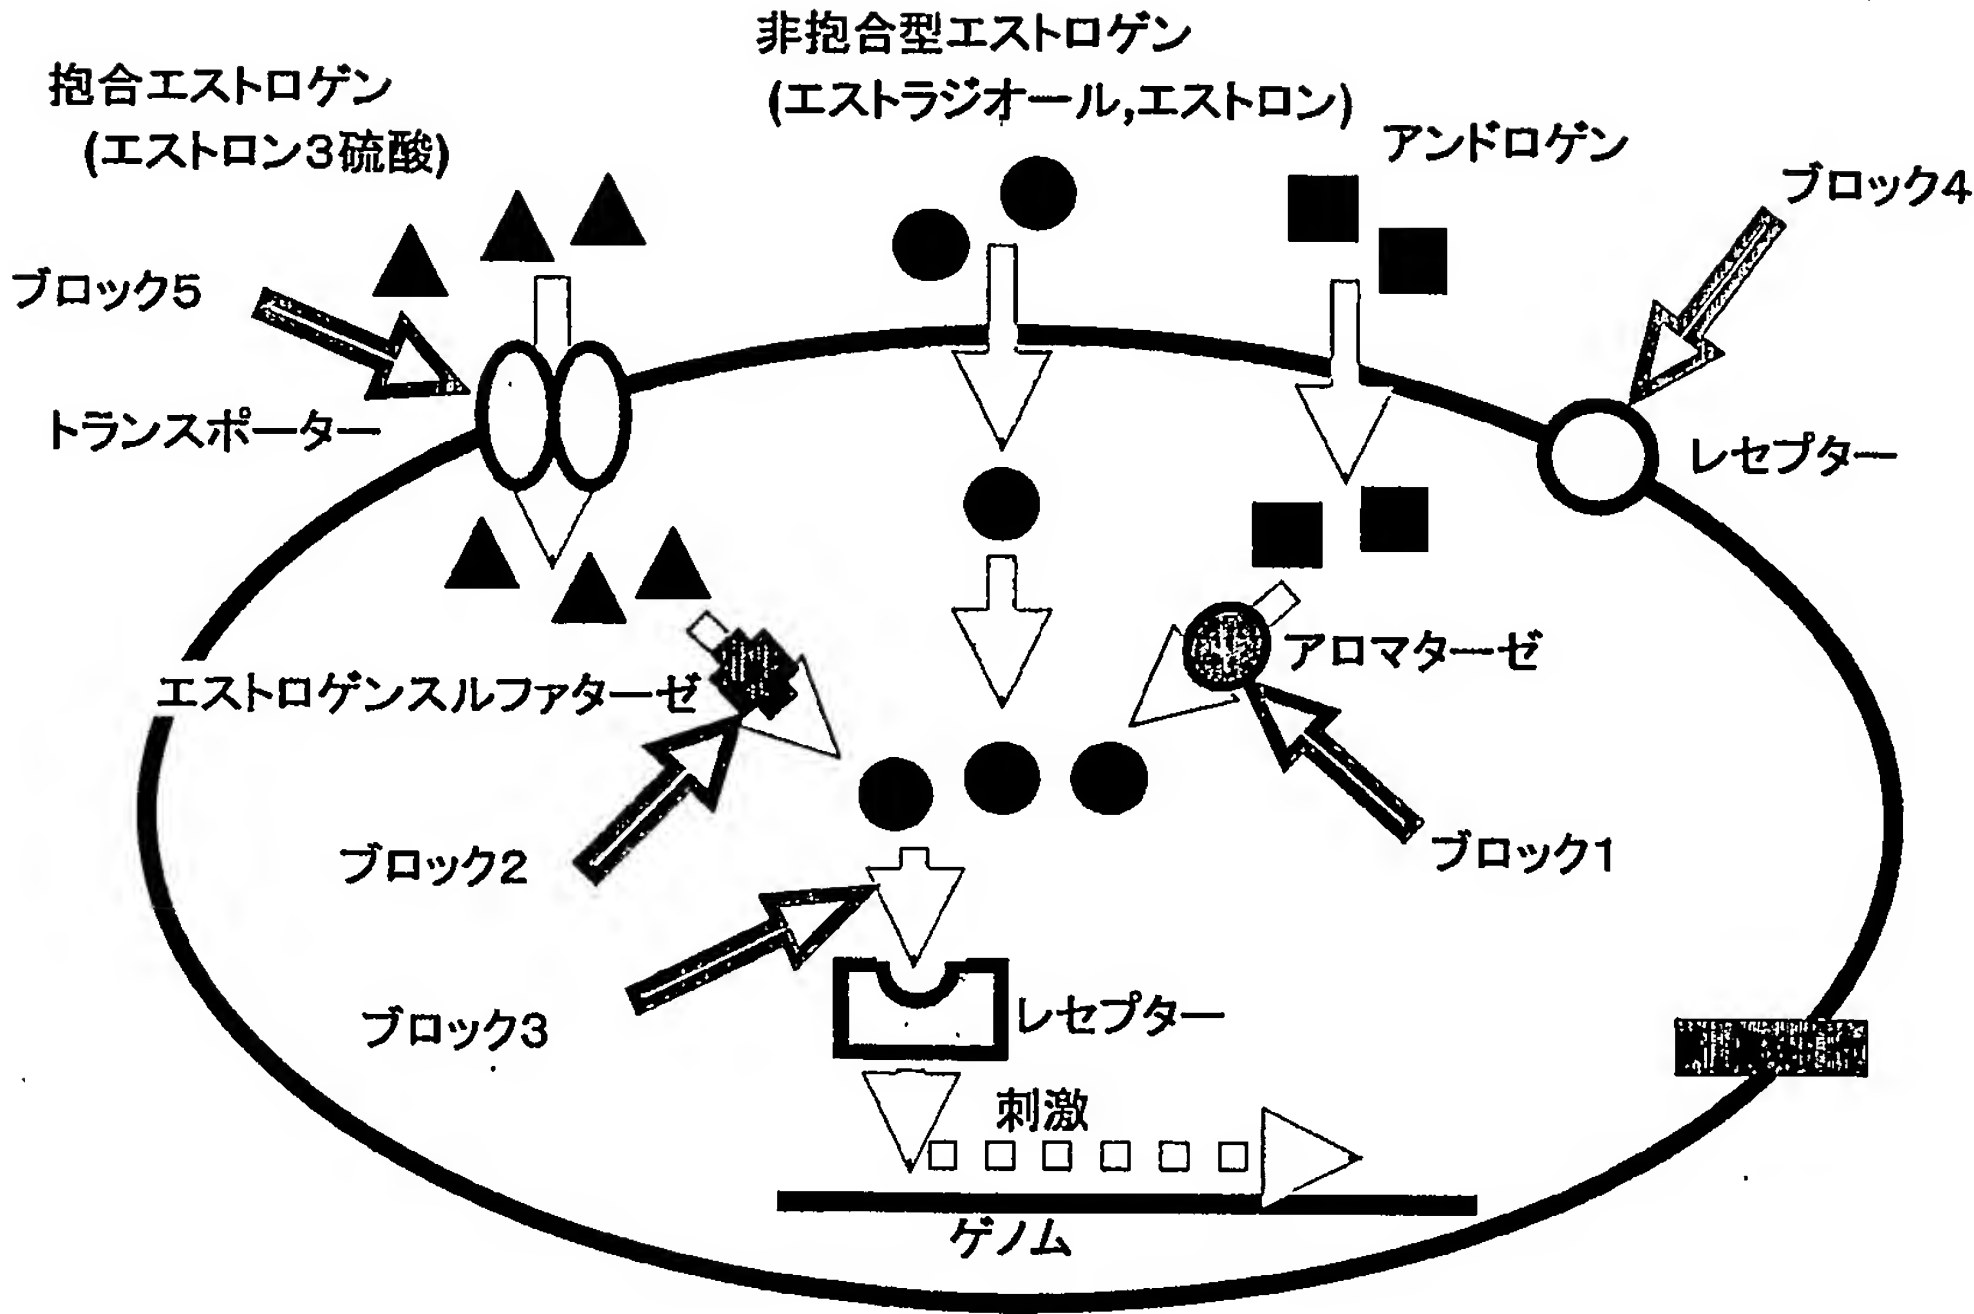 非抱合型エストロゲン
(エストラジオール,エストロン)
抱合エストロゲン
(エストロン3硫酸)
アンドロゲン
ブロック4
ブロック5
トランスポーター
レセプター
アロマターゼ
エストロゲンスルファターゼ
ブロック2
ブロック1
ブロック3
レセプター
刺激
ゲノム